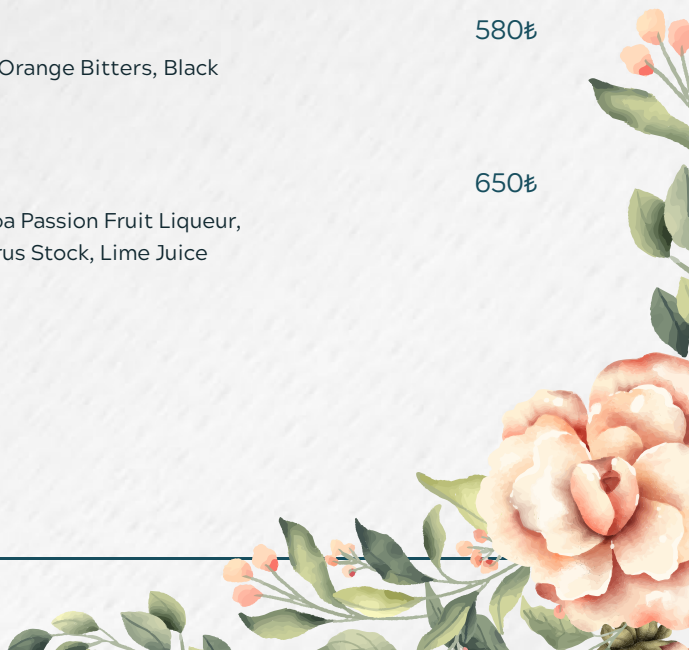 580₺
Orange Bitters, Black
650₺
Passion Fruit Liqueur,
Stock, Lime Juice